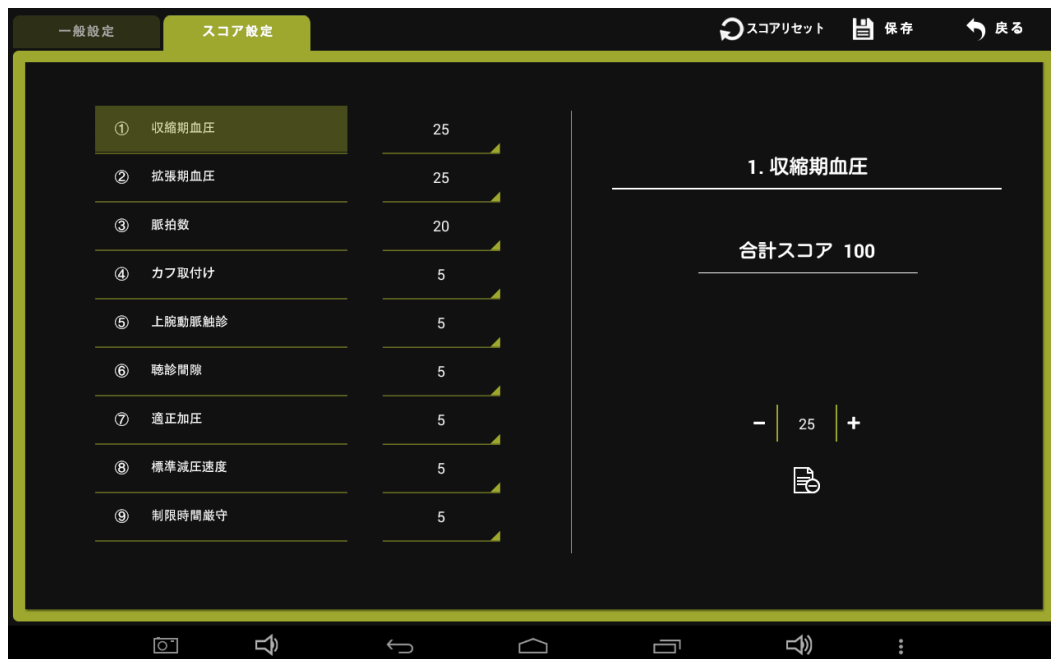 一般設定 スコア設定 スコアリセット 保存 戻る
① 収縮期血圧 25
② 拡張期血圧 25
③ 脈拍数 20
④ カフ取付け 5
⑤ 上腕動脈触診 5
⑥ 聴診間隙 5
⑦ 適正加圧 5
⑧ 標準減圧速度 5
⑨ 制限時間厳守 5
1. 収縮期血圧
合計スコア 100
− 25 +